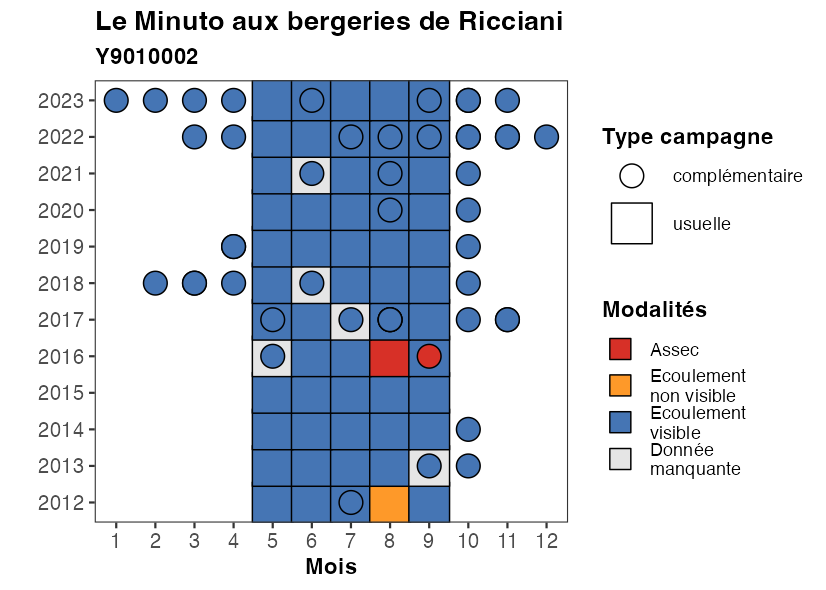 Le Minuto aux bergeries de Ricciani
Y9010002
2023
2022
2021
2020
2019
2018
2017
2016
2015
2014
2013
2012
1 2 3 4 5 6 7 8 9 10 11 12
Mois
Type campagne
complémentaire
usuelle
Modalités
Assec
Ecoulement
non visible
Ecoulement
visible
Donnée
manquante